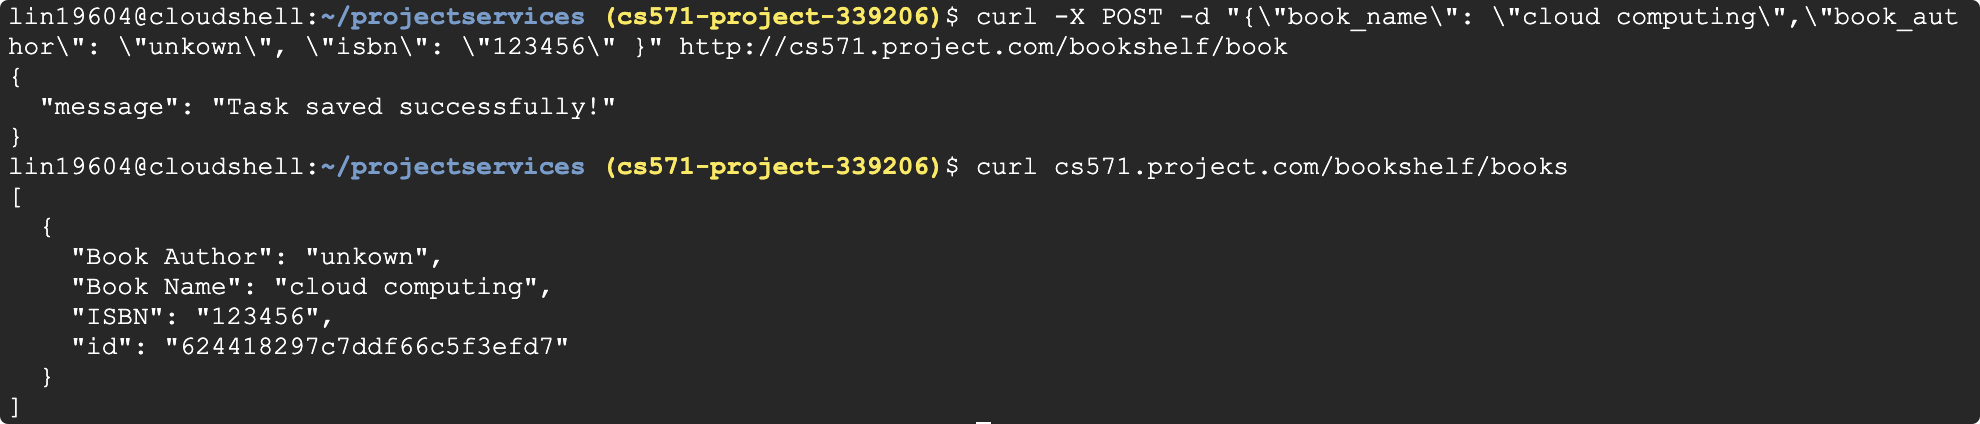 lin19604@cloudshell:~/projectservices (cs571-project-339206)$ curl -X POST -d "{\"book_name\": \"cloud computing\",\"book_aut
hor\": \"unkown\", \"isbn\": \"123456\" }" http://cs571.project.com/bookshelf/book
{
  "message": "Task saved successfully!"
}
lin19604@cloudshell:~/projectservices (cs571-project-339206)$ curl cs571.project.com/bookshelf/books
[
  {
    "Book Author": "unkown",
    "Book Name": "cloud computing",
    "ISBN": "123456",
    "id": "624418297c7ddf66c5f3efd7"
  }
]